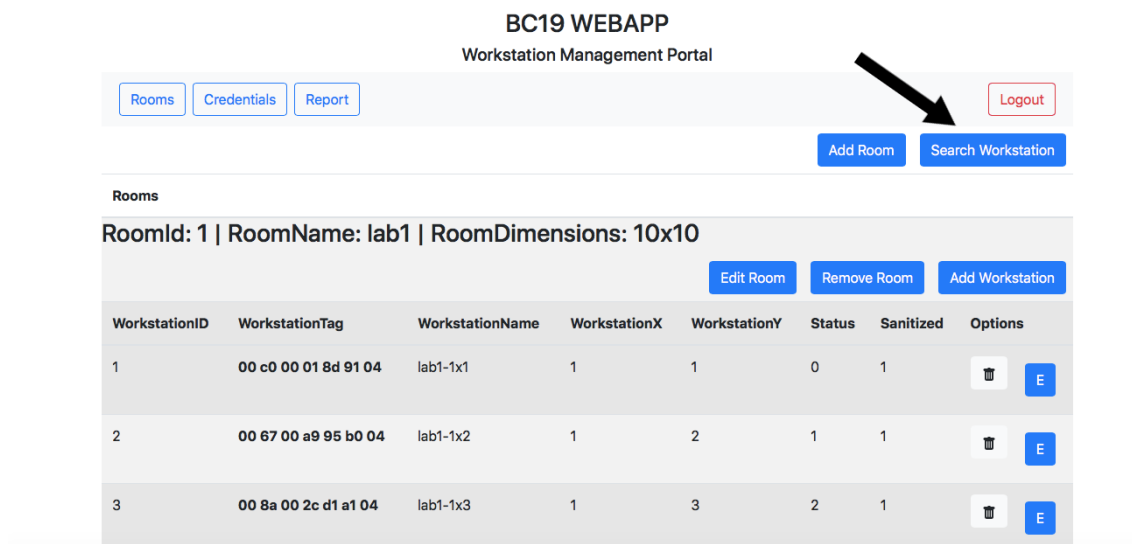 BC19 WEBAPP
Workstation Management Portal
Rooms Credentials Report Logout
Add Room Search Workstation
Rooms
RoomId: 1 | RoomName: lab1 | RoomDimensions: 10x10
Edit Room Remove Room Add Workstation
WorkstationID WorkstationTag WorkstationName WorkstationX WorkstationY Status Sanitized Options
1 00 c0 00 01 8d 91 04 lab1-1x1 1 1 0 1 E
2 00 67 00 a9 95 b0 04 lab1-1x2 1 2 1 1 E
3 00 8a 00 2c d1 a1 04 lab1-1x3 1 3 2 1 E